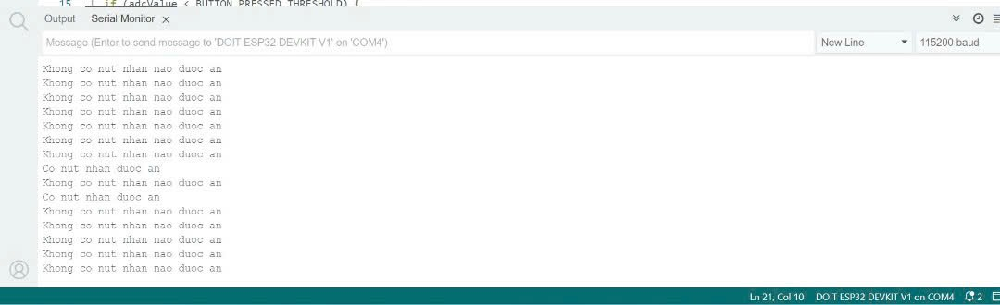 15 if (adcValue < BUTTON_PRESSED_THRESHOLD) {
Output Serial Monitor
Message (Enter to send message to 'DOIT ESP32 DEVKIT V1' on 'COM4') New Line 115200 baud
Khong co nut nhan nao duoc an
Khong co nut nhan nao duoc an
Khong co nut nhan nao duoc an
Khong co nut nhan nao duoc an
Khong co nut nhan nao duoc an
Khong co nut nhan nao duoc an
Khong co nut nhan nao duoc an
Co nut nhan duoc an
Khong co nut nhan nao duoc an
Co nut nhan duoc an
Khong co nut nhan nao duoc an
Khong co nut nhan nao duoc an
Khong co nut nhan nao duoc an
Khong co nut nhan nao duoc an
Khong co nut nhan nao duoc an
Ln 21, Col 10 DOIT ESP32 DEVKIT V1 on COM4 2